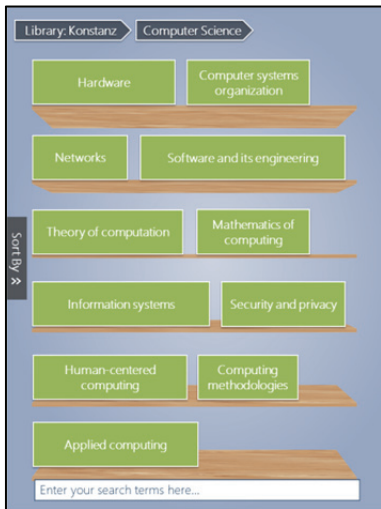 Library: Konstanz
Computer Science
Hardware
Computer systems
organization
Networks
Software and its engineering
Theory of computation
Mathematics of
computing
Sort By
Information systems
Security and privacy
Human-centered
computing
Computing
methodologies
Applied computing
Enter your search terms here...